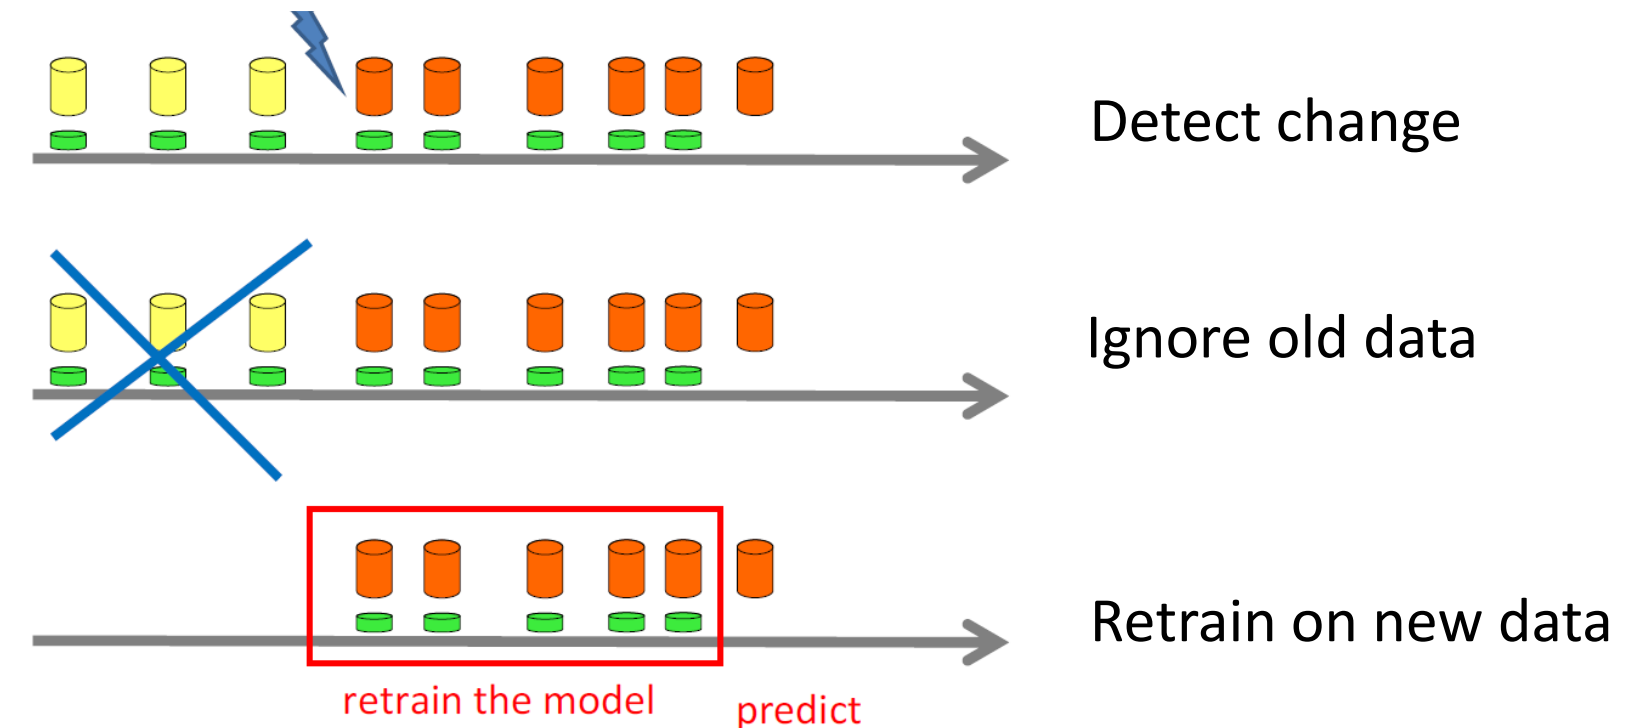 Detect change
Ignore old data
Retrain on new data
retrain the model
predict